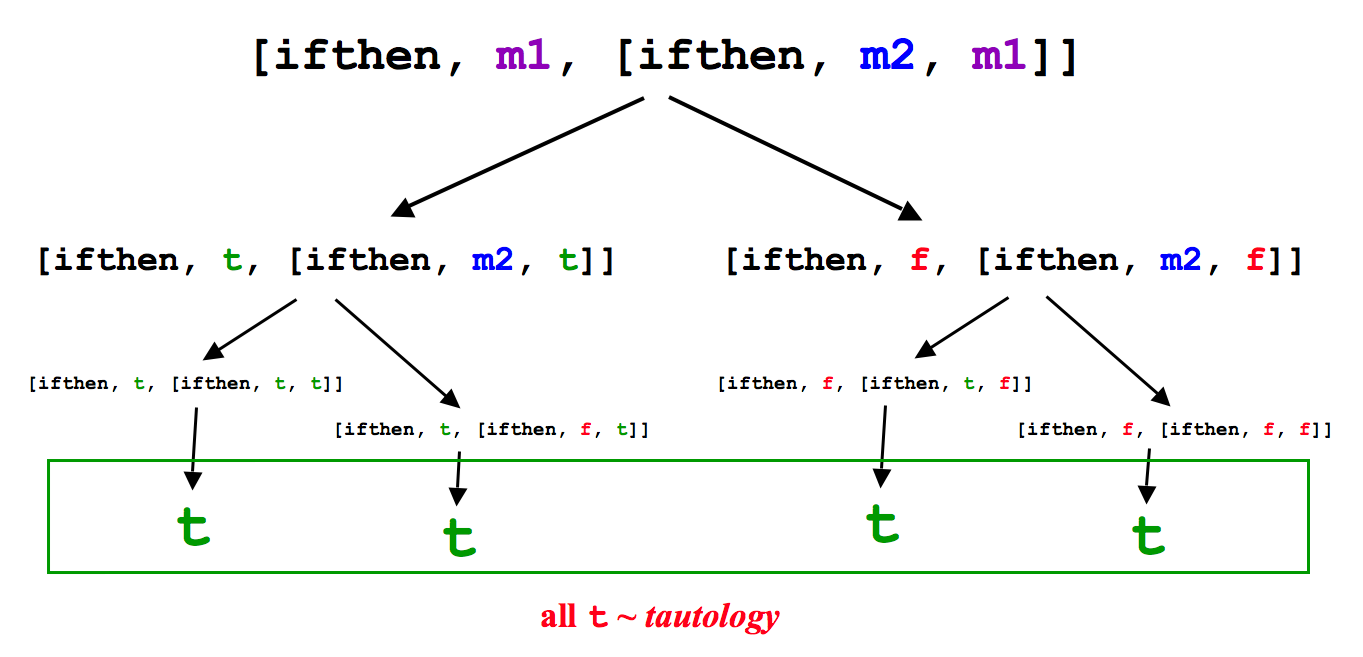 [ifthen, m1, [ifthen, m2, m1]]
[ifthen, t, [ifthen, m2, t]]
[ifthen, f, [ifthen, m2, f]]
[ifthen, t, [ifthen, t, t]]
[ifthen, f, [ifthen, t, f]]
[ifthen, t, [ifthen, f, t]]
[ifthen, f, [ifthen, f, f]]
t
t
t
t
all t ~ tautology